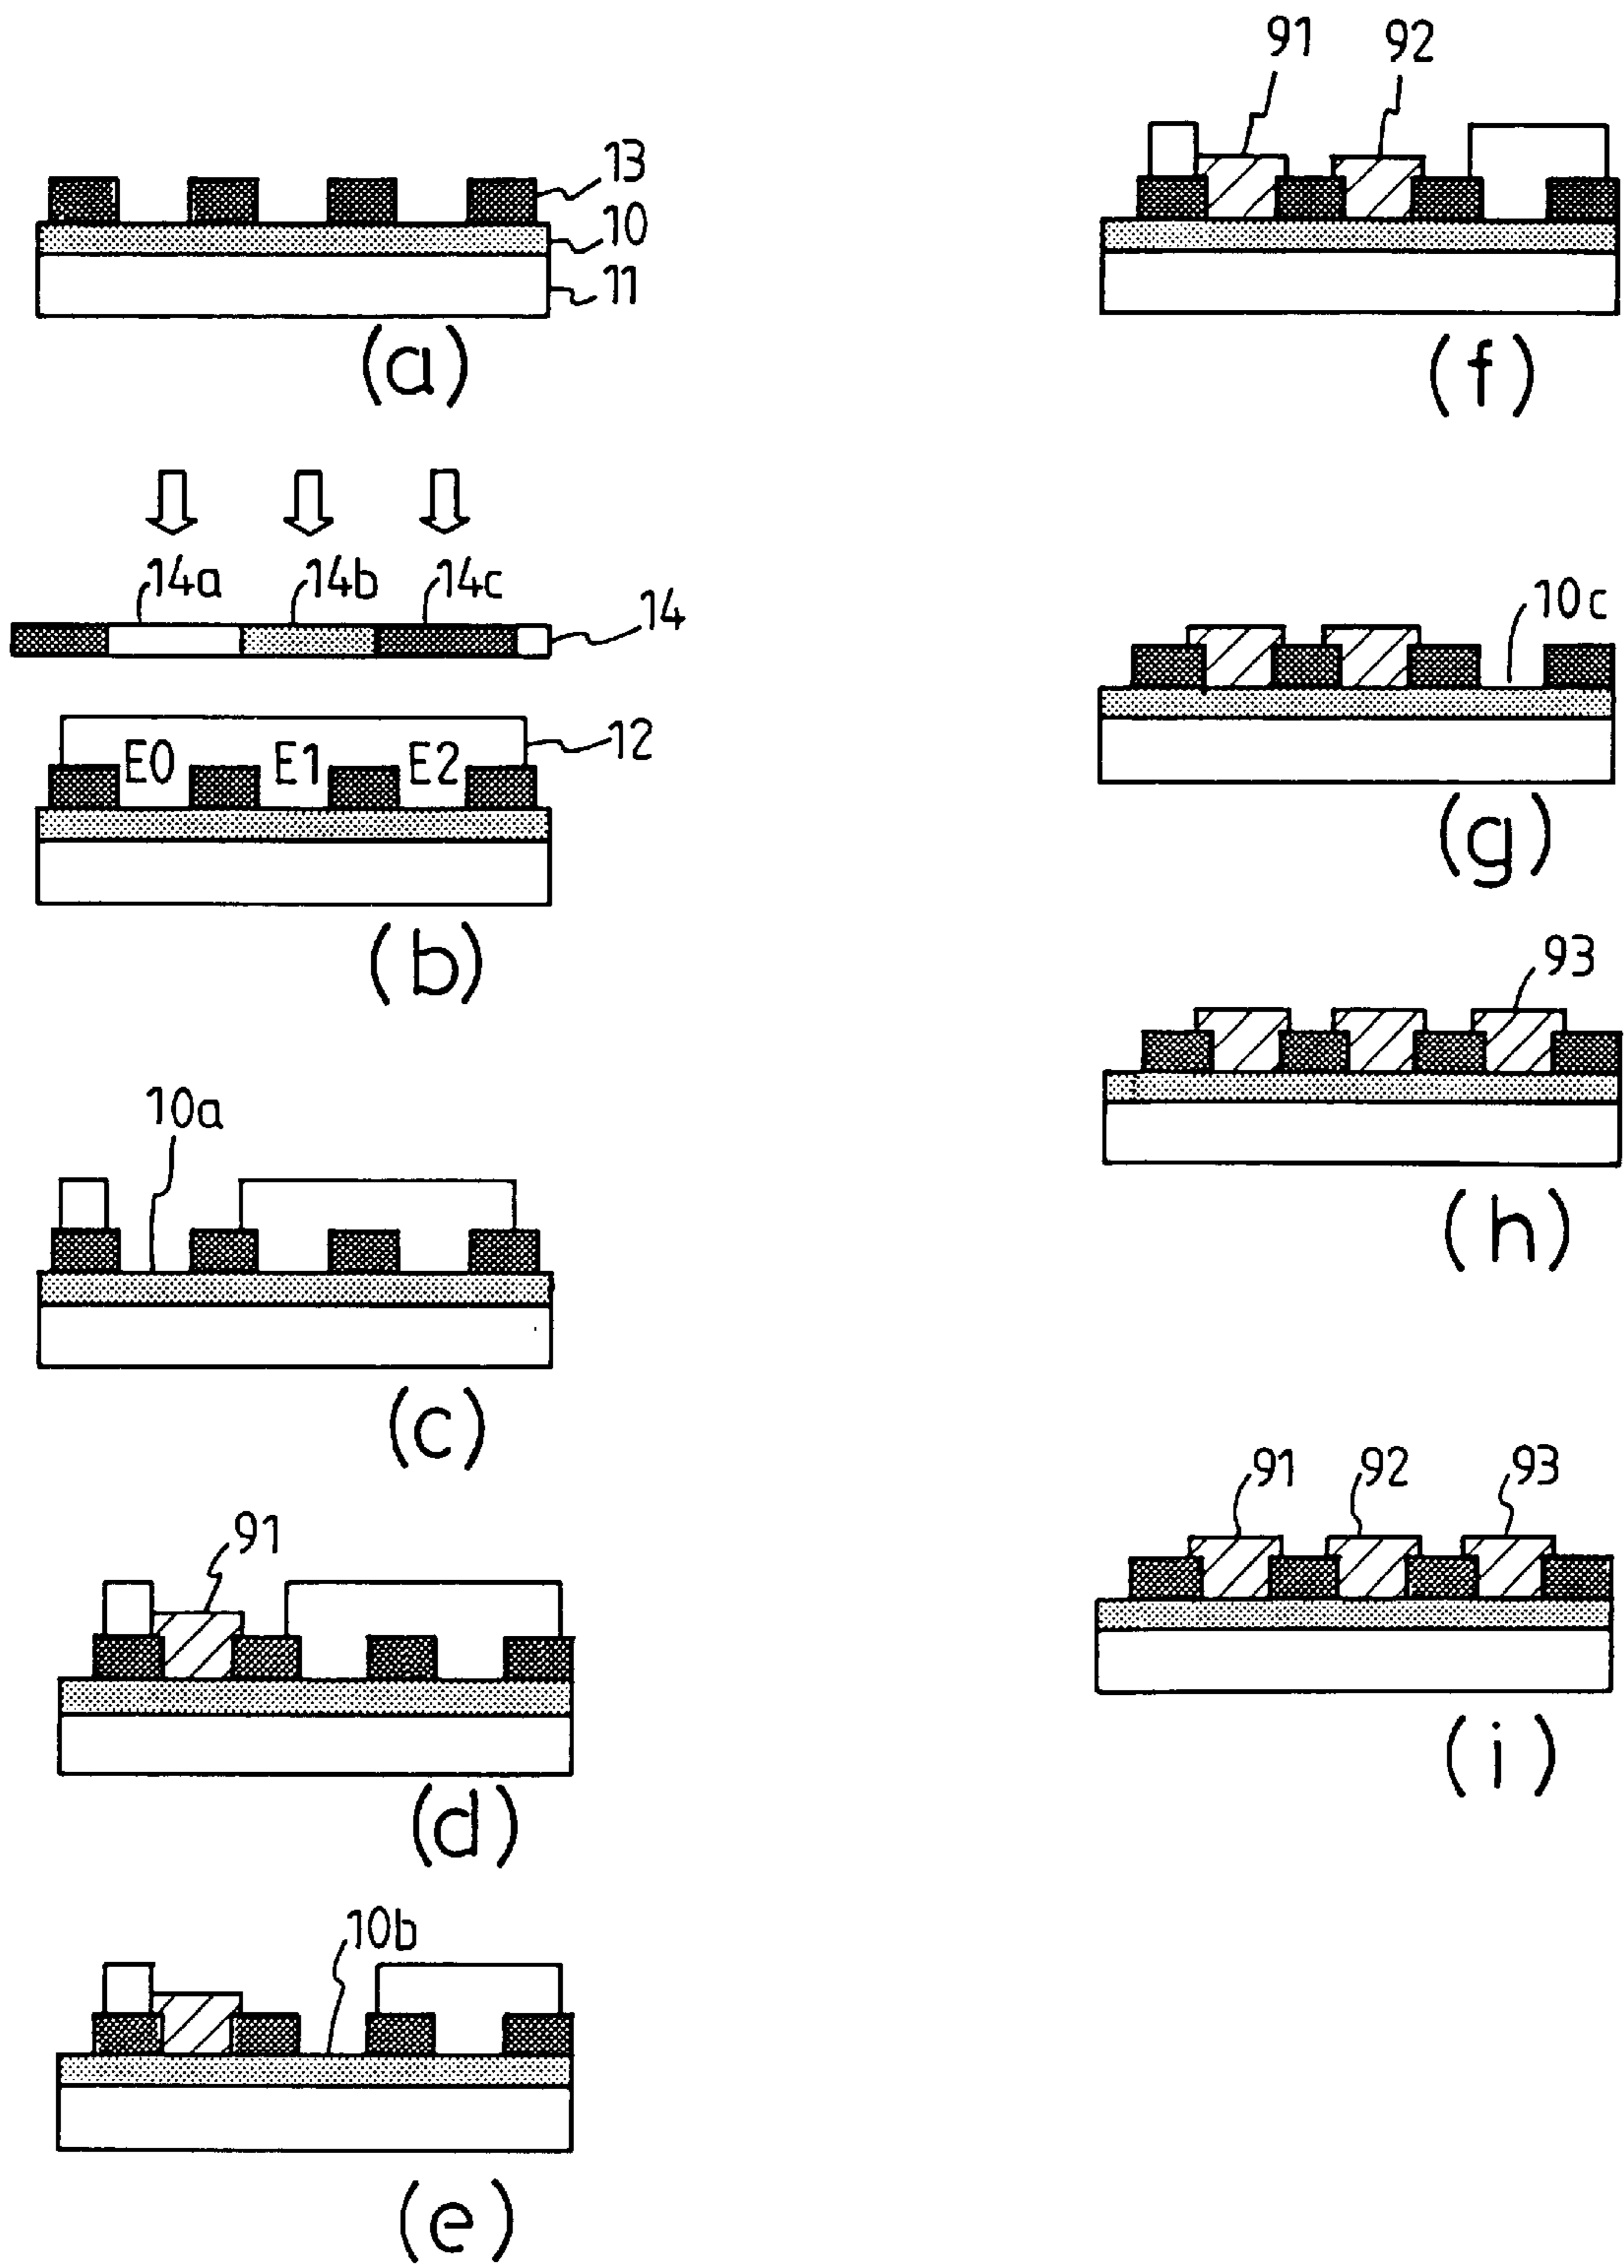 13
10
11
(a)
14a 14b 14c
14
E0 E1 E2
12
(b)
10a
(c)
91
(d)
10b
(e)
91 92
(f)
10c
(g)
93
(h)
91 92 93
(i)